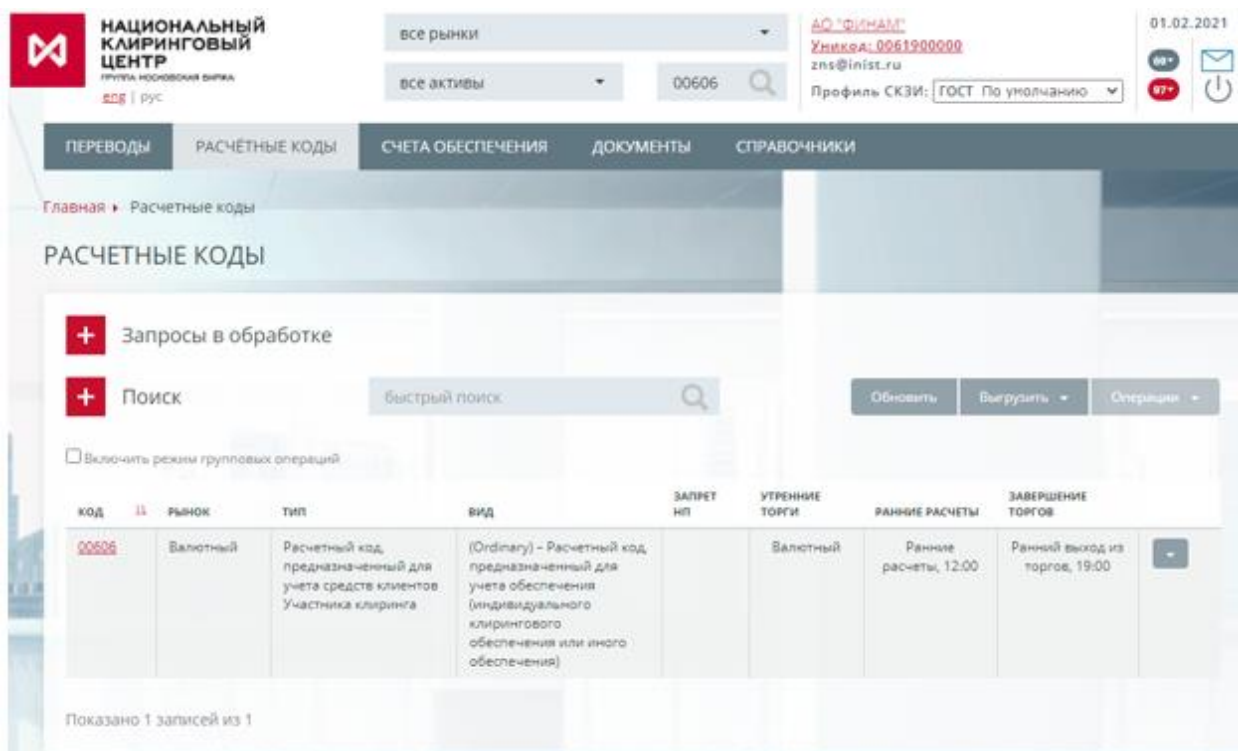 НАЦИОНАЛЬНЫЙ
КЛИРИНГОВЫЙ
ЦЕНТР
ГРУППА МОСКОВСКАЯ БИРЖА
eng | рус
все рынки
все активы
00606
АО "ФИНАМ"
Уникод: 0061900000
zns@inist.ru
Профиль СКЗИ: ГОСТ По умолчанию
01.02.2021
97+
ПЕРЕВОДЫ РАСЧЁТНЫЕ КОДЫ СЧЕТА ОБЕСПЕЧЕНИЯ ДОКУМЕНТЫ СПРАВОЧНИКИ
Главная Расчетные коды
РАСЧЕТНЫЕ КОДЫ
Запросы в обработке
Поиск быстрый поиск Обновить Выгрузить Операции
Включить режим групповых операций
КОД РЫНОК ТИП ВИД ЗАПРЕТ НП УТРЕННИЕ ТОРГИ РАННИЕ РАСЧЕТЫ ЗАВЕРШЕНИЕ ТОРГОВ
00606 Валютный Расчетный код, (Ordinary) – Расчетный код, Валютный Ранние Ранний выход из
предназначенный для предназначенный для расчеты, 12:00 торгов, 19:00
учета средств клиентов учета обеспечения
Участника клиринга (индивидуального
клирингового
обеспечения или иного
обеспечения)
Показано 1 записей из 1